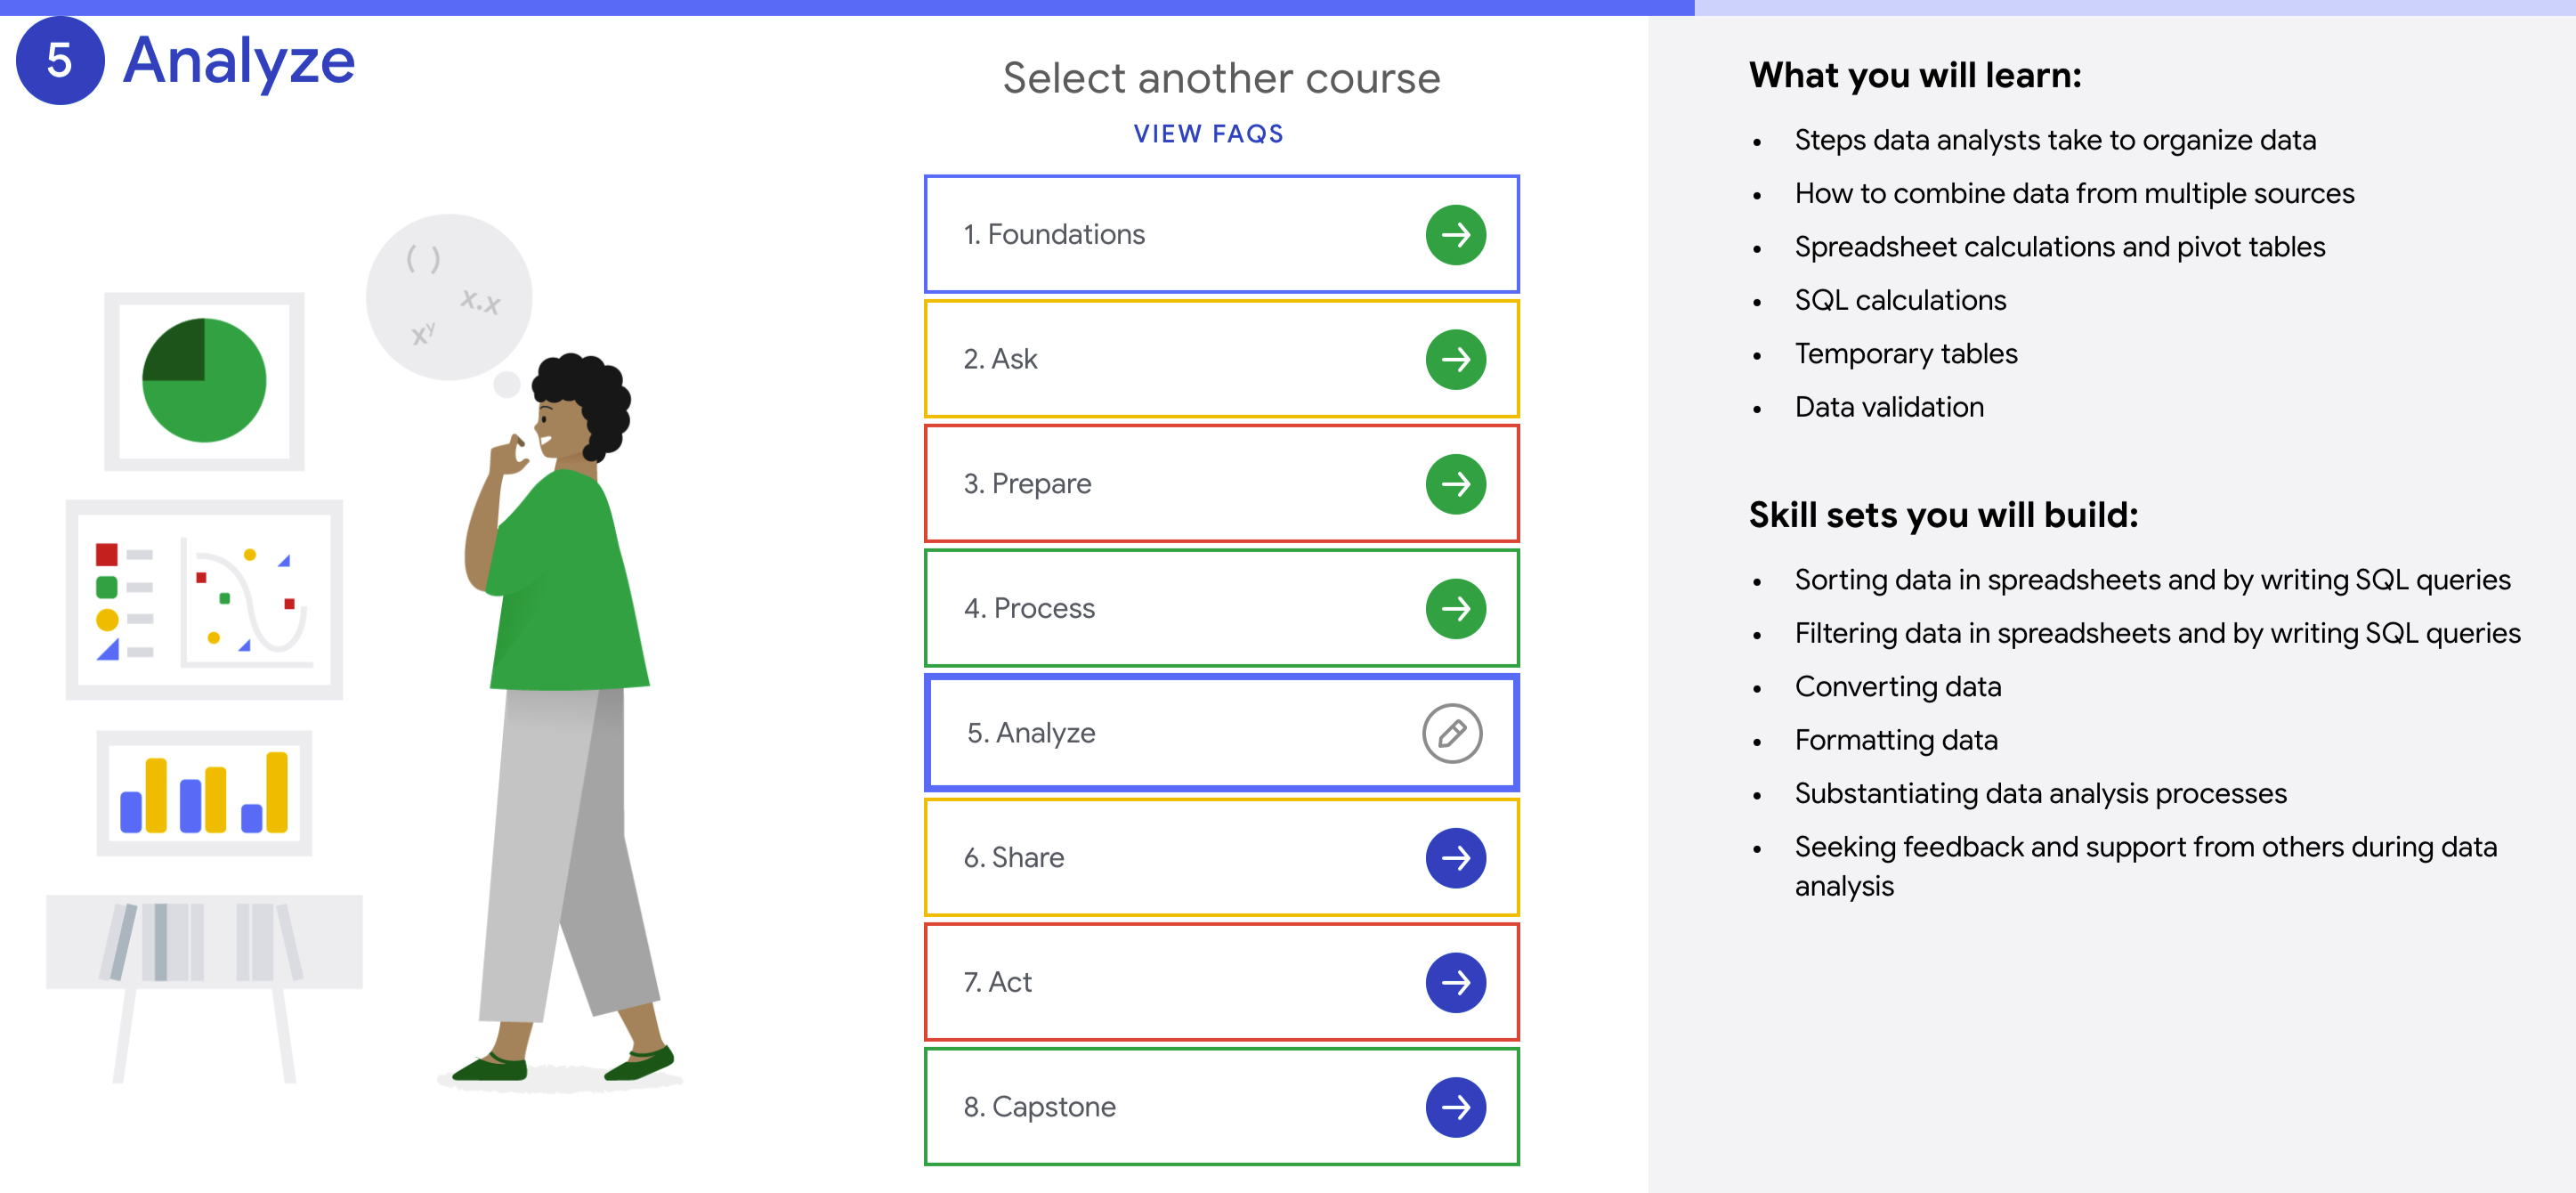 5 Analyze
( )
x.x
xʸ
Select another course
VIEW FAQS
1. Foundations
2. Ask
3. Prepare
4. Process
5. Analyze
6. Share
7. Act
8. Capstone
What you will learn:
• Steps data analysts take to organize data
• How to combine data from multiple sources
• Spreadsheet calculations and pivot tables
• SQL calculations
• Temporary tables
• Data validation
Skill sets you will build:
• Sorting data in spreadsheets and by writing SQL queries
• Filtering data in spreadsheets and by writing SQL queries
• Converting data
• Formatting data
• Substantiating data analysis processes
• Seeking feedback and support from others during data
analysis